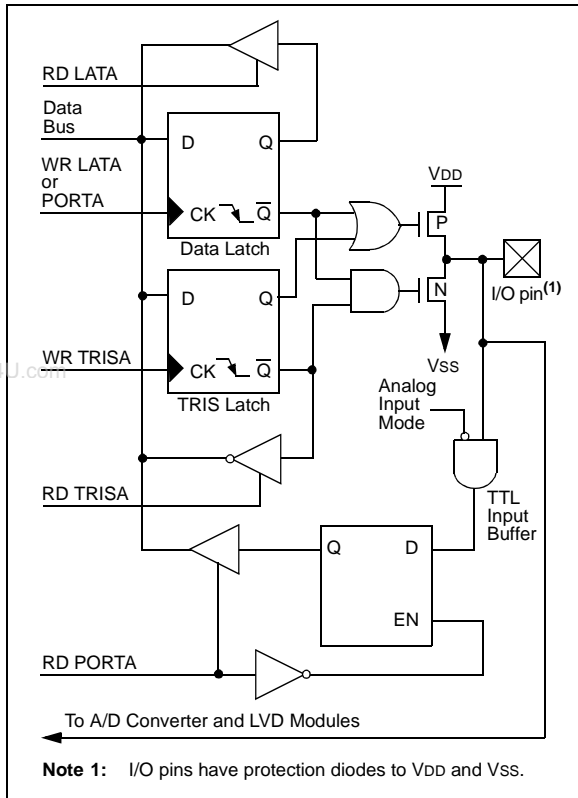 RD LATA
Data
Bus
D Q
WR LATA
or
PORTA
CK Q
Data Latch
VDD
P
N
I/O pin(1)
VSS
D Q
WR TRISA
CK Q
TRIS Latch
4U.com
Analog
Input
Mode
RD TRISA
TTL
Input
Buffer
Q D
EN
RD PORTA
To A/D Converter and LVD Modules
Note 1: I/O pins have protection diodes to VDD and VSS.